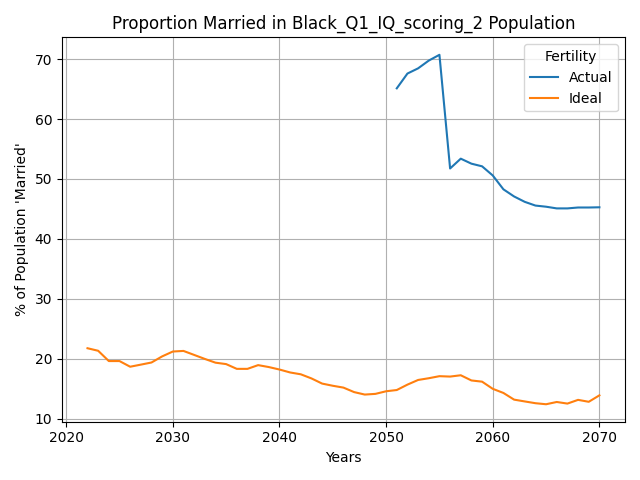 Proportion Married in Black_Q1_IQ_scoring_2 Population
% of Population 'Married'
70
60
50
40
30
20
10
Fertility
Actual
Ideal
2020
2030
2040
2050
2060
2070
Years